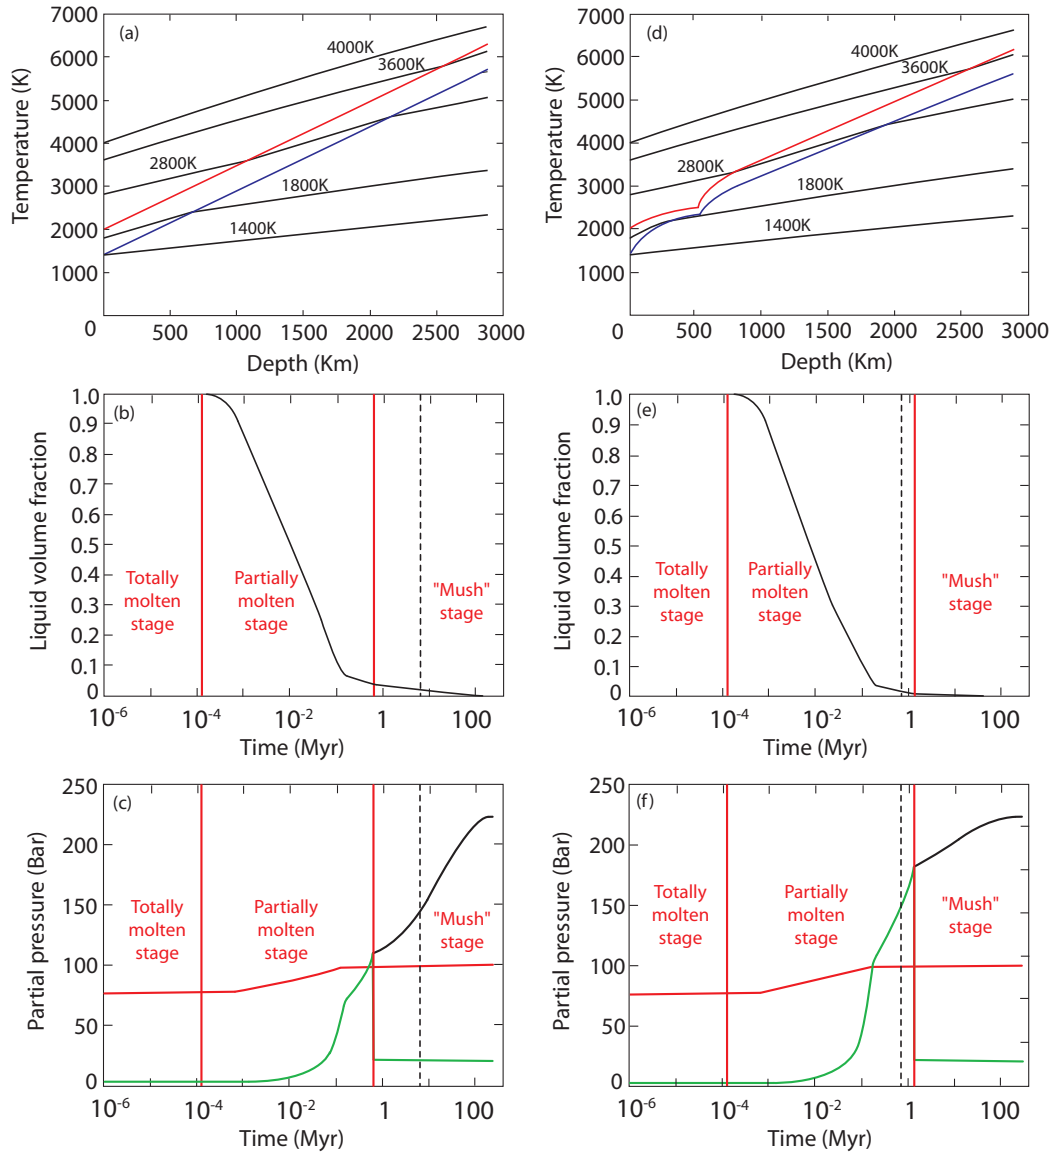 (a)
7000
6000
5000
4000
3000
2000
1000
0
Temperature (K)
4000K
3600K
2800K
1800K
1400K
500
1000
1500
2000
2500
3000
Depth (Km)
(d)
7000
6000
5000
4000
3000
2000
1000
0
Temperature (K)
4000K
3600K
2800K
1800K
1400K
500
1000
1500
2000
2500
3000
Depth (Km)
(b)
1.0
0.9
0.8
0.7
0.6
0.5
0.4
0.3
0.2
0.1
0
Liquid volume fraction
Totally
molten
stage
Partially
molten
stage
"Mush"
stage
10-6
10-4
10-2
1
100
Time (Myr)
(e)
1.0
0.9
0.8
0.7
0.6
0.5
0.4
0.3
0.2
0.1
0
Liquid volume fraction
Totally
molten
stage
Partially
molten
stage
"Mush"
stage
10-6
10-4
10-2
1
100
Time (Myr)
(c)
250
200
150
100
50
0
Partial pressure (Bar)
Totally
molten
stage
Partially
molten
stage
"Mush"
stage
10-6
10-4
10-2
1
100
Time (Myr)
(f)
250
200
150
100
50
0
Partial pressure (Bar)
Totally
molten
stage
Partially
molten
stage
"Mush"
stage
10-6
10-4
10-2
1
100
Time (Myr)